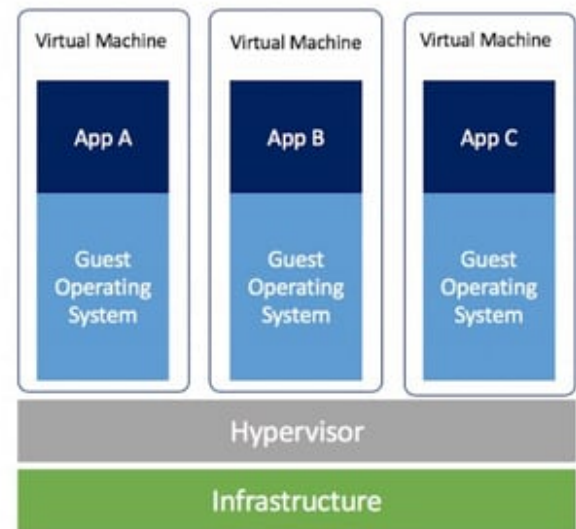 Virtual Machine
Virtual Machine
Virtual Machine
App A
App B
App C
Guest
Operating
System
Guest
Operating
System
Guest
Operating
System
Hypervisor
Infrastructure